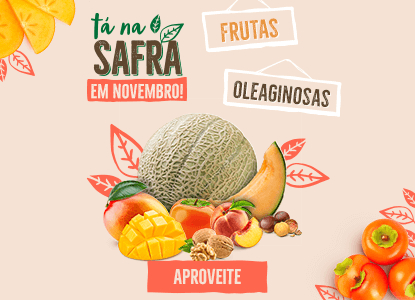 tá na
SAFRA
EM NOVEMBRO!
FRUTAS
OLEAGINOSAS
APROVEITE